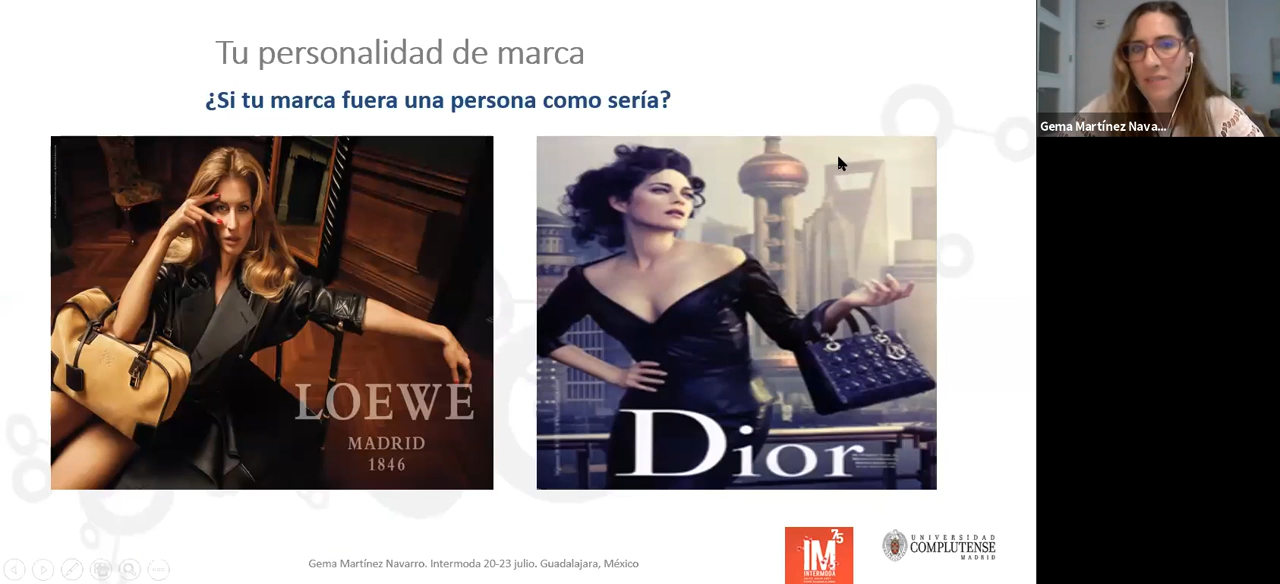 Tu personalidad de marca
¿Si tu marca fuera una persona como sería?
LOEWE
MADRID
1846
Dior
Gema Martínez Nava...
Gema Martínez Navarro. Intermoda 20-23 julio. Guadalajara, México
IM75
INTERMODA
UNIVERSIDAD
COMPLUTENSE
MADRID